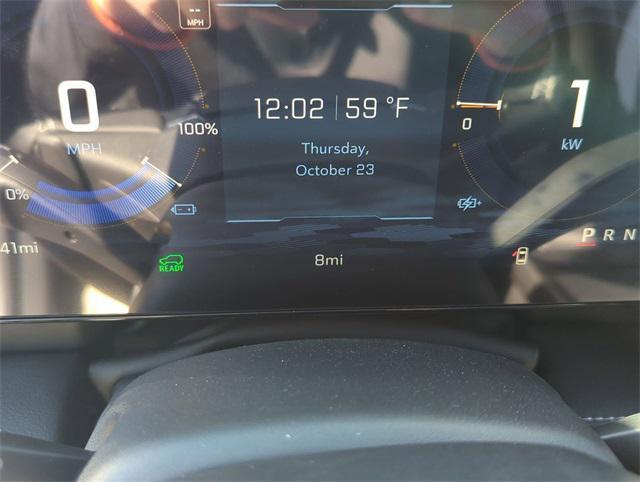 --
MPH
0
MPH
100%
0%
41mi
12:02 | 59 °F
Thursday,
October 23
0
1
kW
READY
8mi
P R N